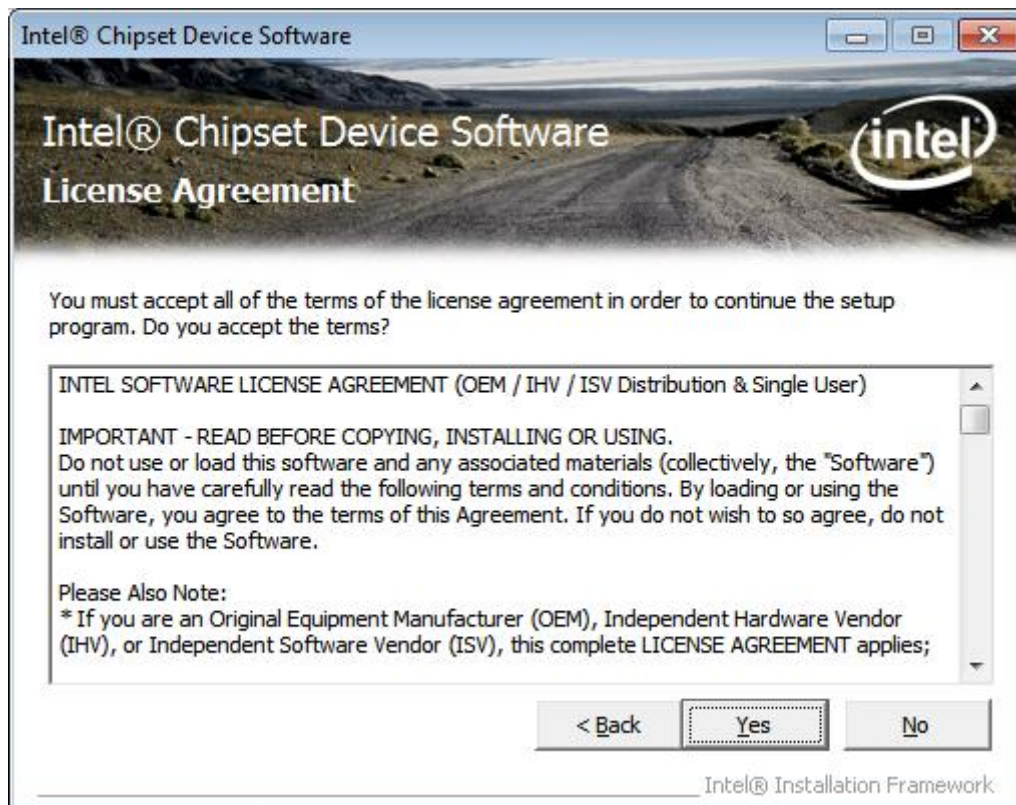 Intel® Chipset Device Software
Intel® Chipset Device Software
intel
License Agreement
You must accept all of the terms of the license agreement in order to continue the setup
program. Do you accept the terms?
INTEL SOFTWARE LICENSE AGREEMENT (OEM / IHV / ISV Distribution & Single User)
IMPORTANT - READ BEFORE COPYING, INSTALLING OR USING.
Do not use or load this software and any associated materials (collectively, the "Software")
until you have carefully read the following terms and conditions. By loading or using the
Software, you agree to the terms of this Agreement. If you do not wish to so agree, do not
install or use the Software.
Please Also Note:
* If you are an Original Equipment Manufacturer (OEM), Independent Hardware Vendor
(IHV), or Independent Software Vendor (ISV), this complete LICENSE AGREEMENT applies;
< Back Yes No
Intel® Installation Framework